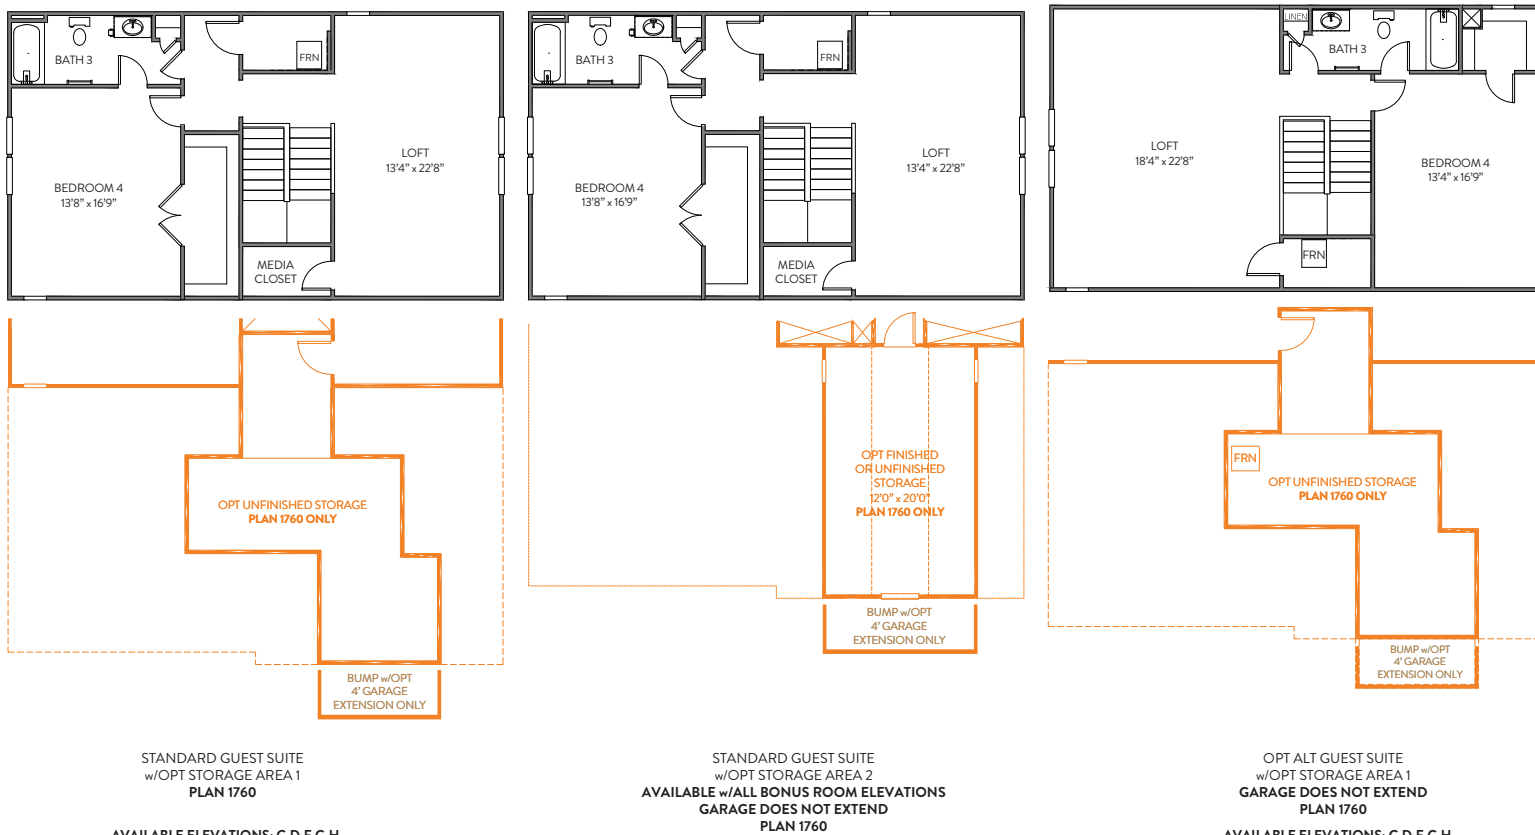 BATH 3
FRN
LOFT
13'4" x 22'8"
BEDROOM 4
13'8" x 16'9"
MEDIA
CLOSET
OPT UNFINISHED STORAGE
PLAN 1760 ONLY
BUMP w/OPT
4' GARAGE
EXTENSION ONLY
STANDARD GUEST SUITE
w/OPT STORAGE AREA 1
PLAN 1760
AVAILABLE ELEVATIONS: C D F G H
BATH 3
FRN
LOFT
13'4" x 22'8"
BEDROOM 4
13'8" x 16'9"
MEDIA
CLOSET
OPT FINISHED
OR UNFINISHED
STORAGE
12'0" x 20'0"
PLAN 1760 ONLY
BUMP w/OPT
4' GARAGE
EXTENSION ONLY
STANDARD GUEST SUITE
w/OPT STORAGE AREA 2
AVAILABLE w/ALL BONUS ROOM ELEVATIONS
GARAGE DOES NOT EXTEND
PLAN 1760
LINEN
BATH 3
LOFT
18'4" x 22'8"
BEDROOM 4
13'4" x 16'9"
FRN
FRN
OPT UNFINISHED STORAGE
PLAN 1760 ONLY
BUMP w/OPT
4' GARAGE
EXTENSION ONLY
OPT ALT GUEST SUITE
w/OPT STORAGE AREA 1
GARAGE DOES NOT EXTEND
PLAN 1760
AVAILABLE ELEVATIONS: C D F G H